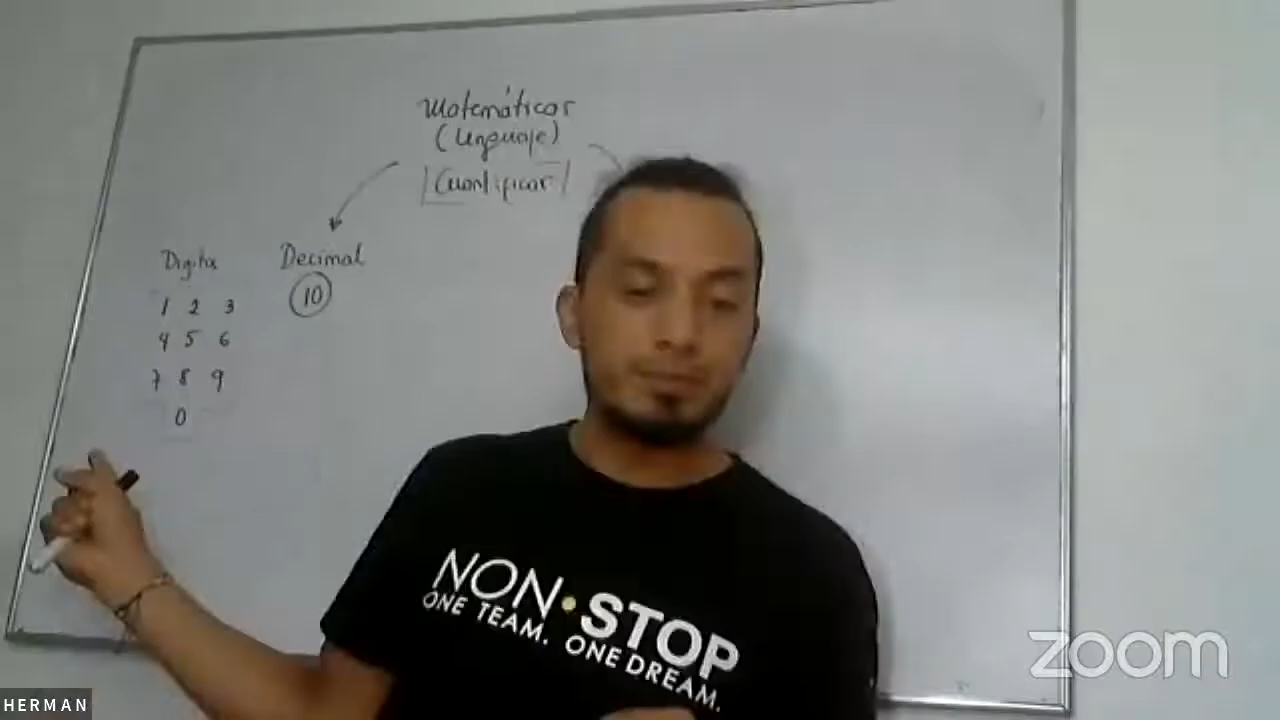 Matemáticas
(Lenguaje)
Cuantificar
Digitos
Decimal
10
1 2 3
4 5 6
7 8 9
0
NON•STOP
ONE TEAM. ONE DREAM.
zoom
HERMAN